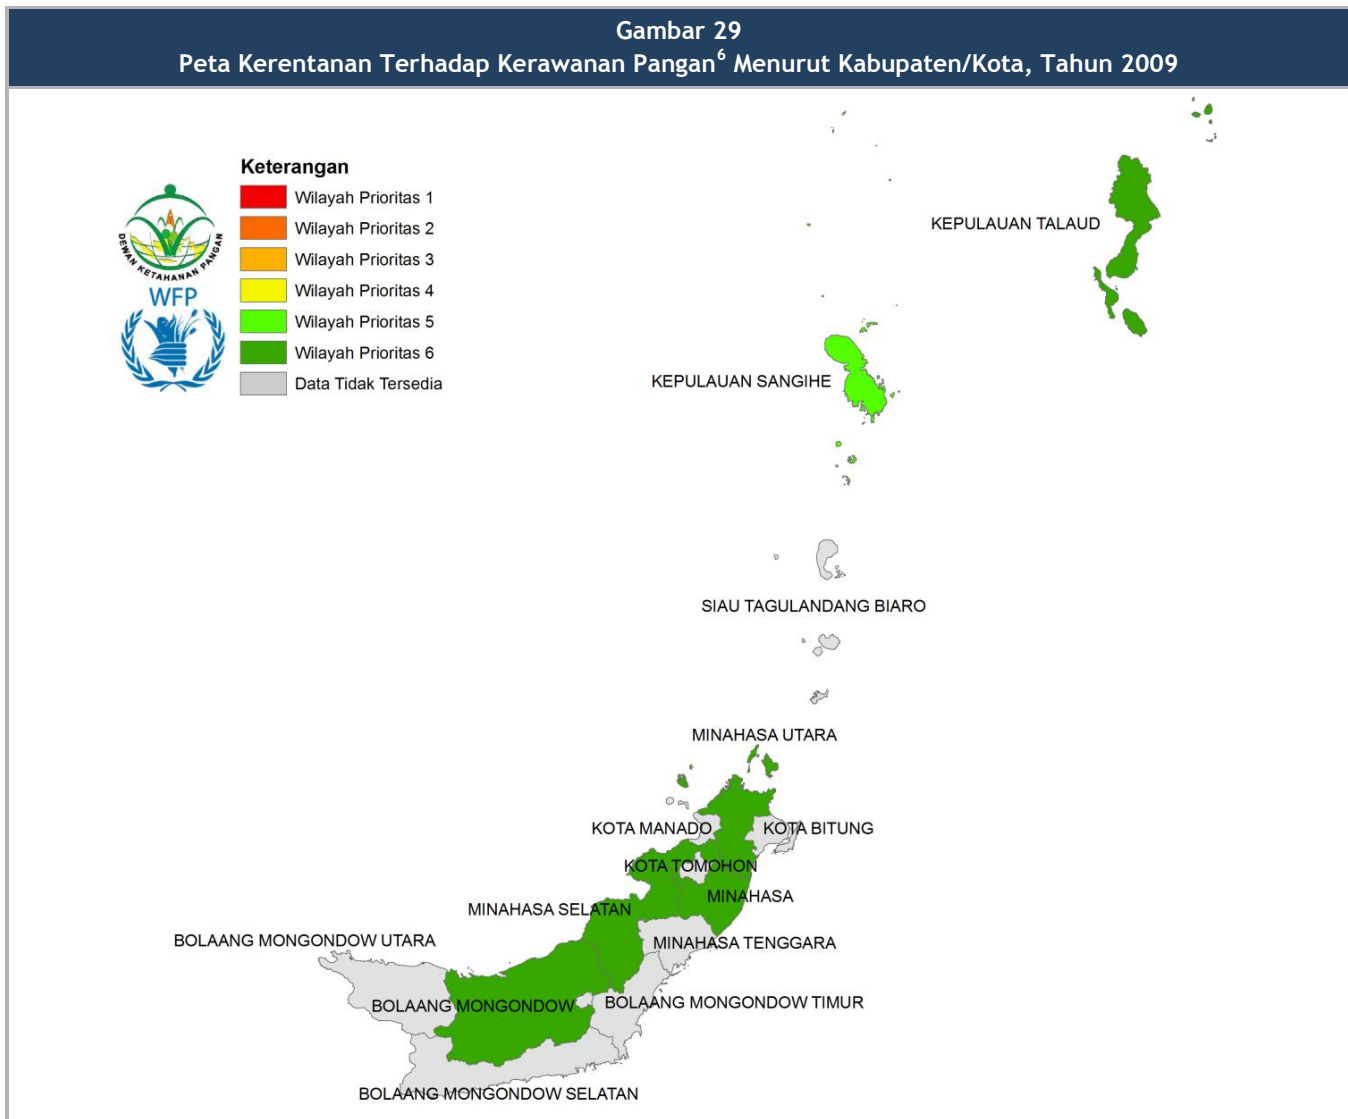 Gambar 29
Peta Kerentanan Terhadap Kerawanan Pangan⁶ Menurut Kabupaten/Kota, Tahun 2009
Keterangan
Wilayah Prioritas 1
Wilayah Prioritas 2
Wilayah Prioritas 3
Wilayah Prioritas 4
Wilayah Prioritas 5
Wilayah Prioritas 6
Data Tidak Tersedia
DEWAN KETAHANAN PANGAN
WFP
KEPULAUAN TALAUD
KEPULAUAN SANGIHE
SIAU TAGULANDANG BIARO
MINAHASA UTARA
KOTA MANADO
KOTA BITUNG
KOTA TOMOHON
MINAHASA
MINAHASA SELATAN
BOLAANG MONGONDOW UTARA
MINAHASA TENGGARA
BOLAANG MONGONDOW
BOLAANG MONGONDOW TIMUR
BOLAANG MONGONDOW SELATAN